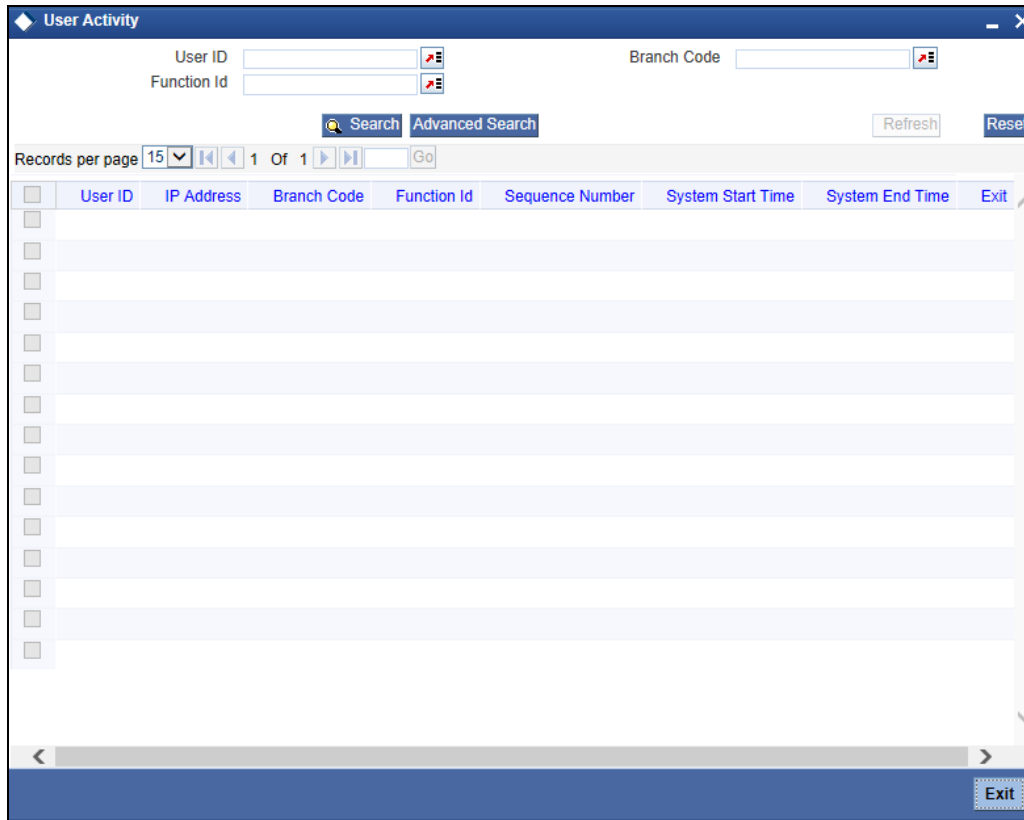 User Activity
User ID
Branch Code
Function Id
Search Advanced Search Refresh Reset
Records per page 15 1 Of 1 Go
User ID IP Address Branch Code Function Id Sequence Number System Start Time System End Time Exit
Exit